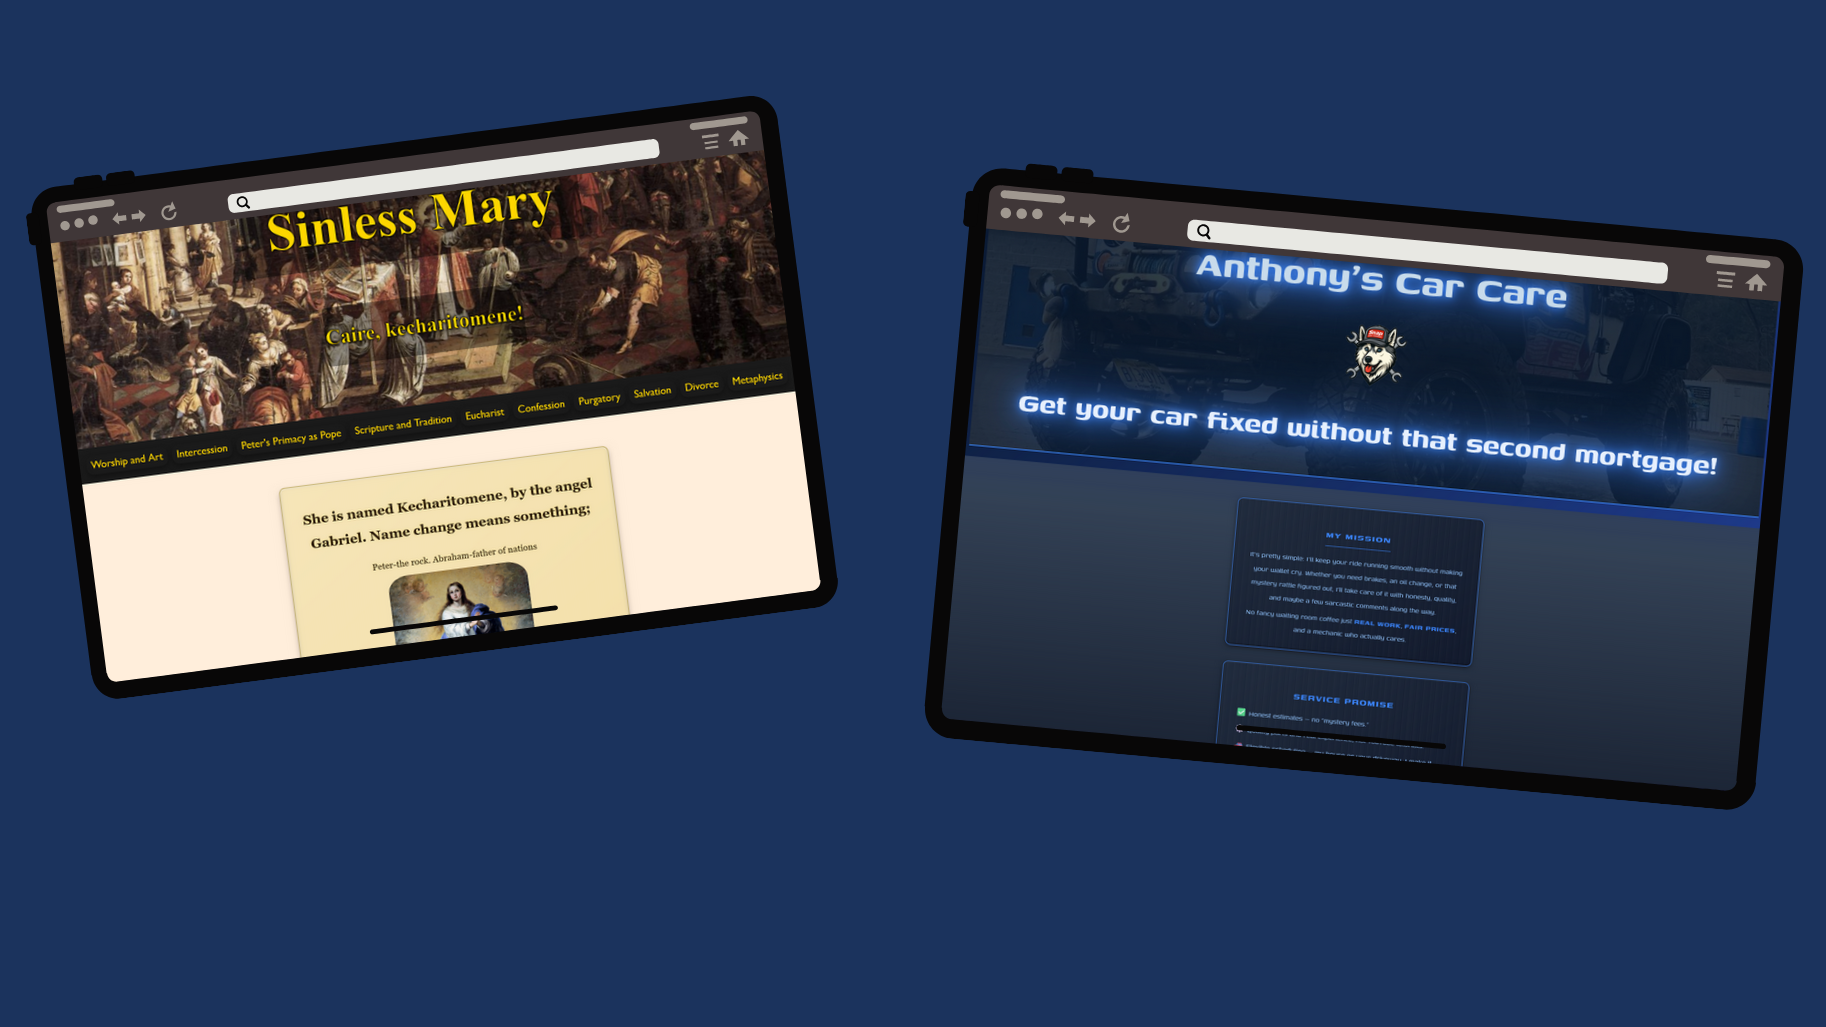 Sinless Mary
Caire, kecharitomene!
Worship and Art Intercession Peter's Primacy as Pope Scripture and Tradition Eucharist Confession Purgatory Salvation Divorce Metaphysics
She is named Kecharitomene, by the angel
Gabriel. Name change means something;
Peter-the rock. Abraham-father of nations
Anthony's Car Care
Get your car fixed without that second mortgage!
MY MISSION
It's pretty simple: I'll keep your ride running smooth without making
your wallet cry. Whether you need brakes, an oil change, or that
mystery rattle figured out, I'll take care of it with honesty, quality,
and maybe a few sarcastic comments along the way.
No fancy waiting room coffee just REAL WORK, FAIR PRICES,
and a mechanic who actually cares.
SERVICE PROMISE
Honest estimates — no "mystery fees."